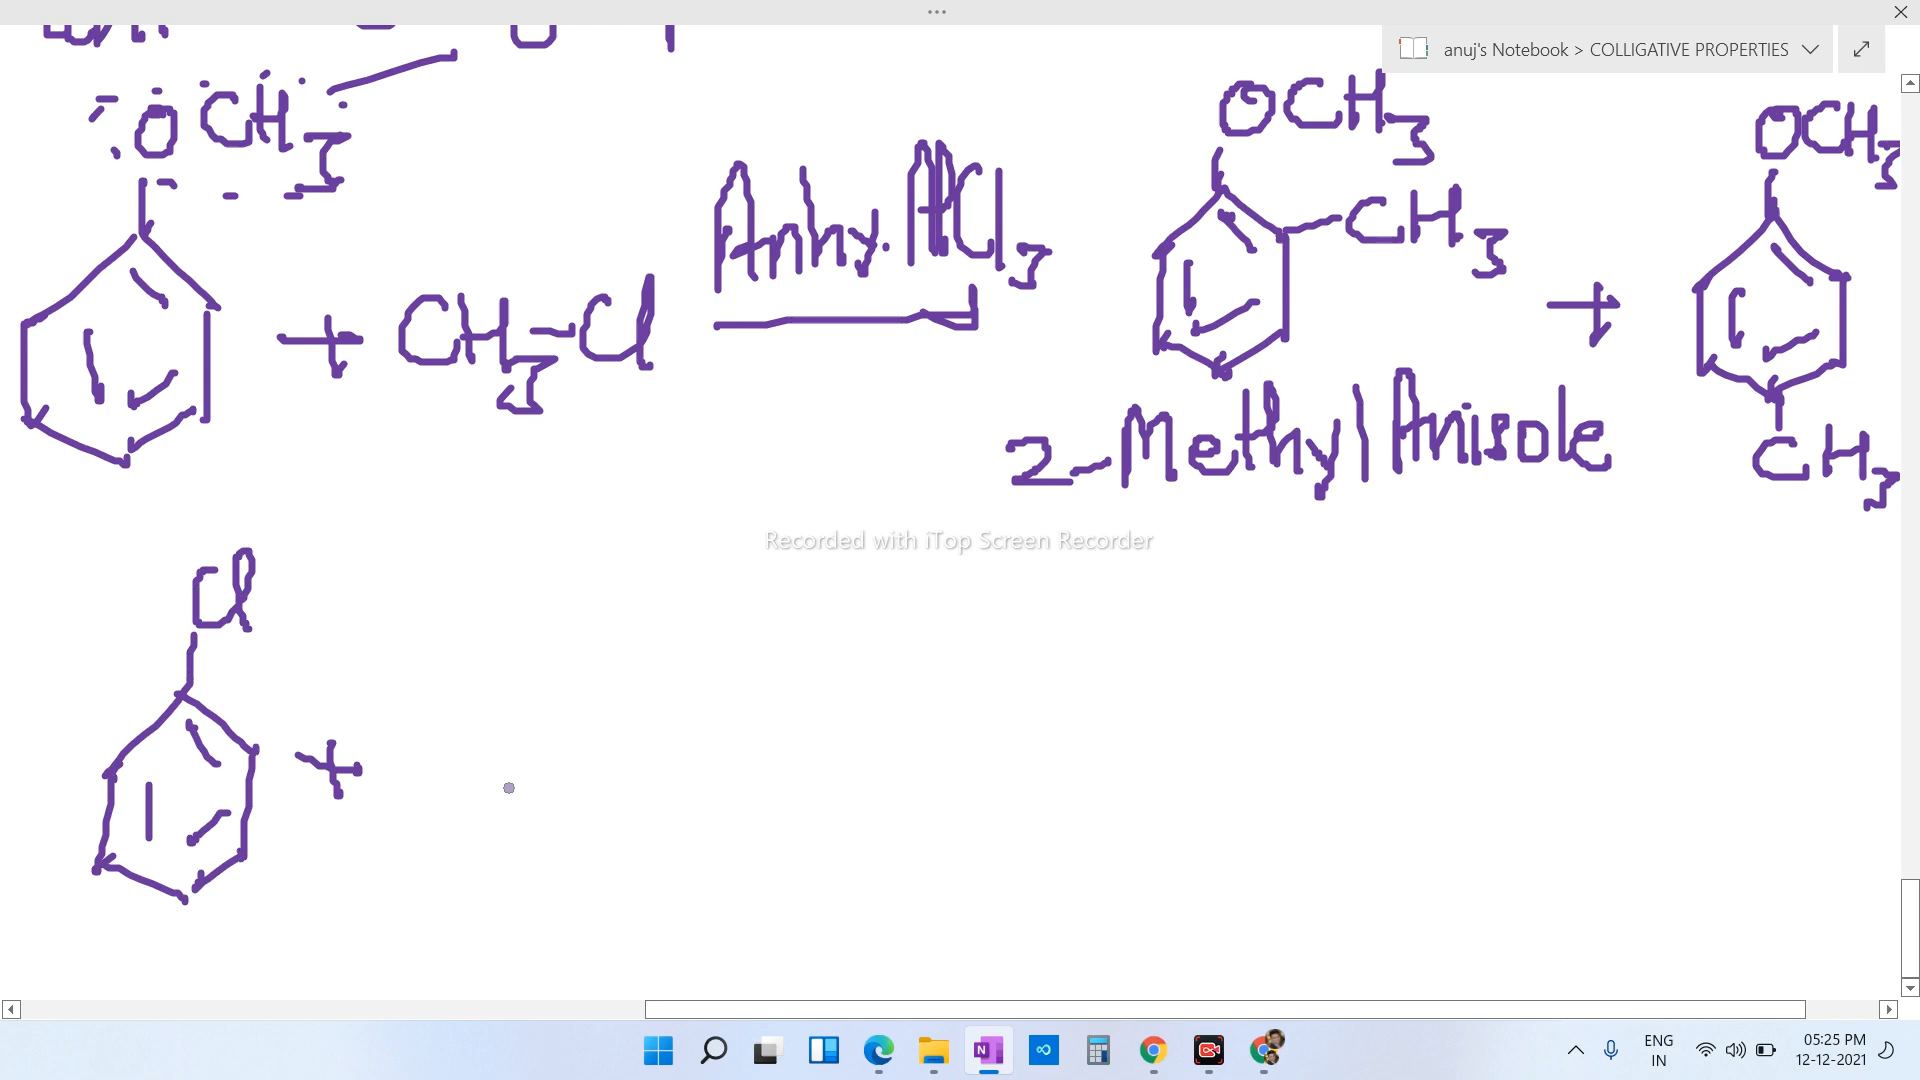 anuj's Notebook > COLLIGATIVE PROPERTIES
OCH3
+ CH3-Cl
Anhy. AlCl3
OCH3
CH3
+
OCH3
CH3
2-Methyl Anisole
Recorded with iTop Screen Recorder
Cl
+
ENG
IN
05:25 PM
12-12-2021